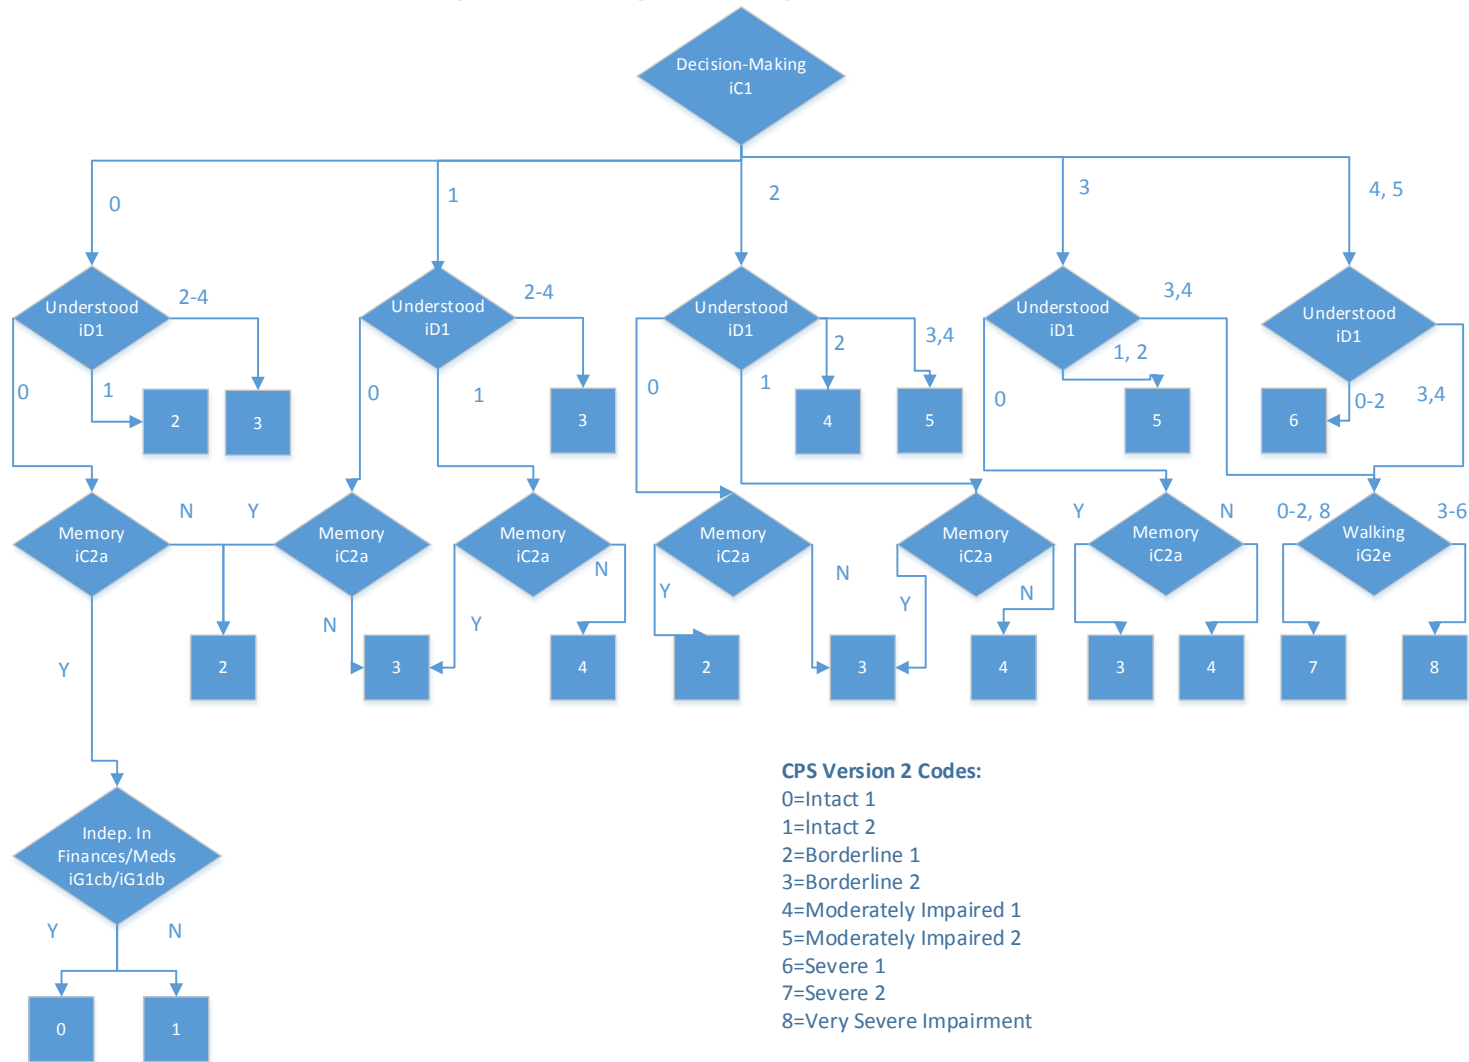 Decision-Making
iC1
0
1
2
3
4, 5
Understood
iD1
2-4
0
1
2
3
Understood
iD1
2-4
0
1
3
Understood
iD1
2
3,4
0
1
4
5
Understood
iD1
3,4
1, 2
0
5
Understood
iD1
0-2
3,4
6
Memory
iC2a
N
Y
Memory
iC2a
Y
N
2
Memory
iC2a
N
Y
3
4
Memory
iC2a
Y
N
2
3
Memory
iC2a
Y
N
4
Memory
iC2a
Y
N
3
4
Walking
iG2e
0-2, 8
3-6
7
8
Indep. In
Finances/Meds
iG1cb/iG1db
Y
N
0
1
CPS Version 2 Codes:
0=Intact 1
1=Intact 2
2=Borderline 1
3=Borderline 2
4=Moderately Impaired 1
5=Moderately Impaired 2
6=Severe 1
7=Severe 2
8=Very Severe Impairment